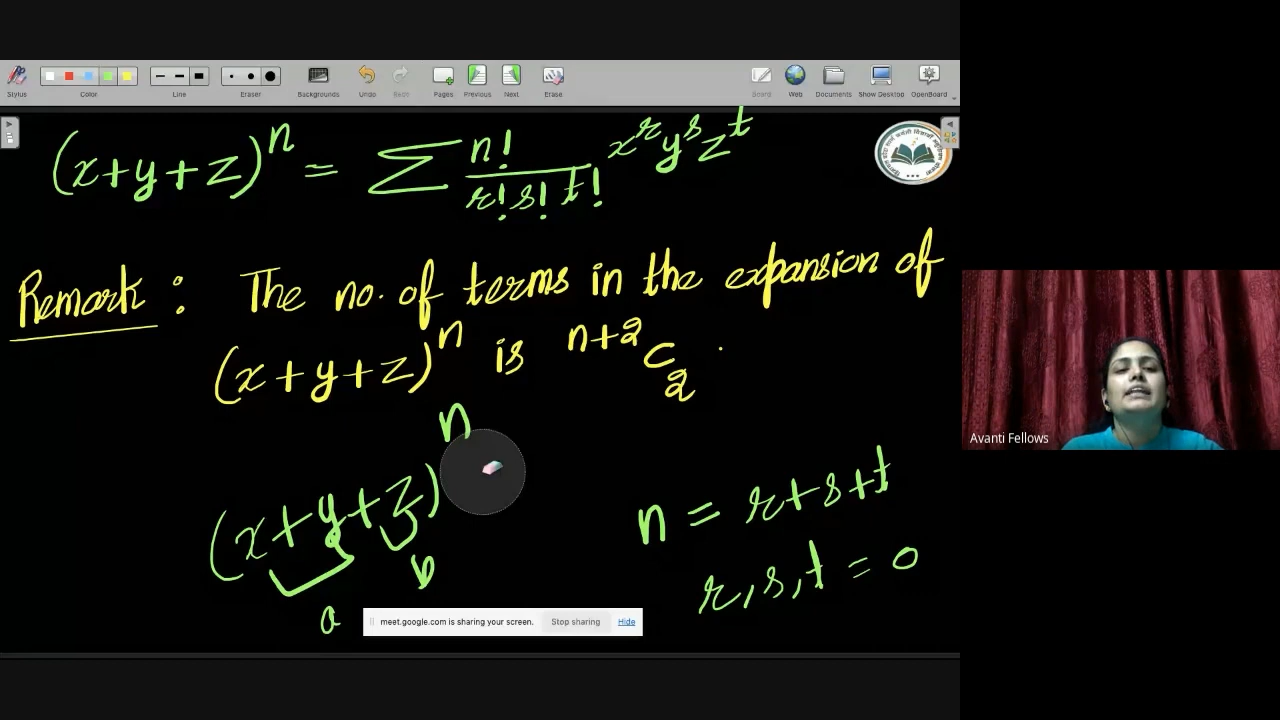 Stylus Color Line Eraser Backgrounds Undo Redo Pages Previous Next Erase Board Web Documents Show Desktop OpenBoard
(x+y+z)^n = ∑ n!/(r!s!t!) x^r y^s z^t
Remark : The no. of terms in the expansion of
(x+y+z)^n is ^{n+2}C_2 .
(x+y+z)^n
a b
n = r+s+t
r,s,t = 0
meet.google.com is sharing your screen. Stop sharing Hide
Avanti Fellows